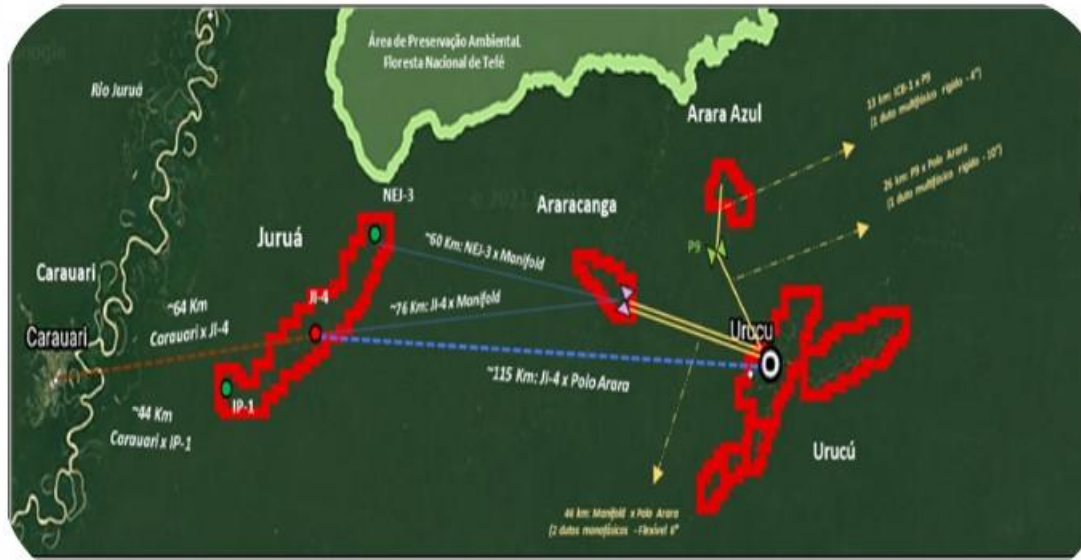 Área de Preservação Ambiental
Floresta Nacional de Tefé
Rio Juruá
Arara Azul
13 km: ICB-1 x P9
(1 duto multifásico rígido - 4")
26 km: P9 x Polo Arara
(1 duto multifásico rígido - 10")
NEJ-3
Araracanga
Juruá
~60 Km: NEJ-3 x Manifold
P9
Carauari
~64 Km
Carauari x JI-4
JI-4
~76 Km: JI-4 x Manifold
Carauari
Urucu
~115 Km: JI-4 x Polo Arara
IP-1
~44 Km
Carauari x IP-1
Urucú
44 km: Manifold x Polo Arara
(2 dutos monofásicos - Flexível 6"